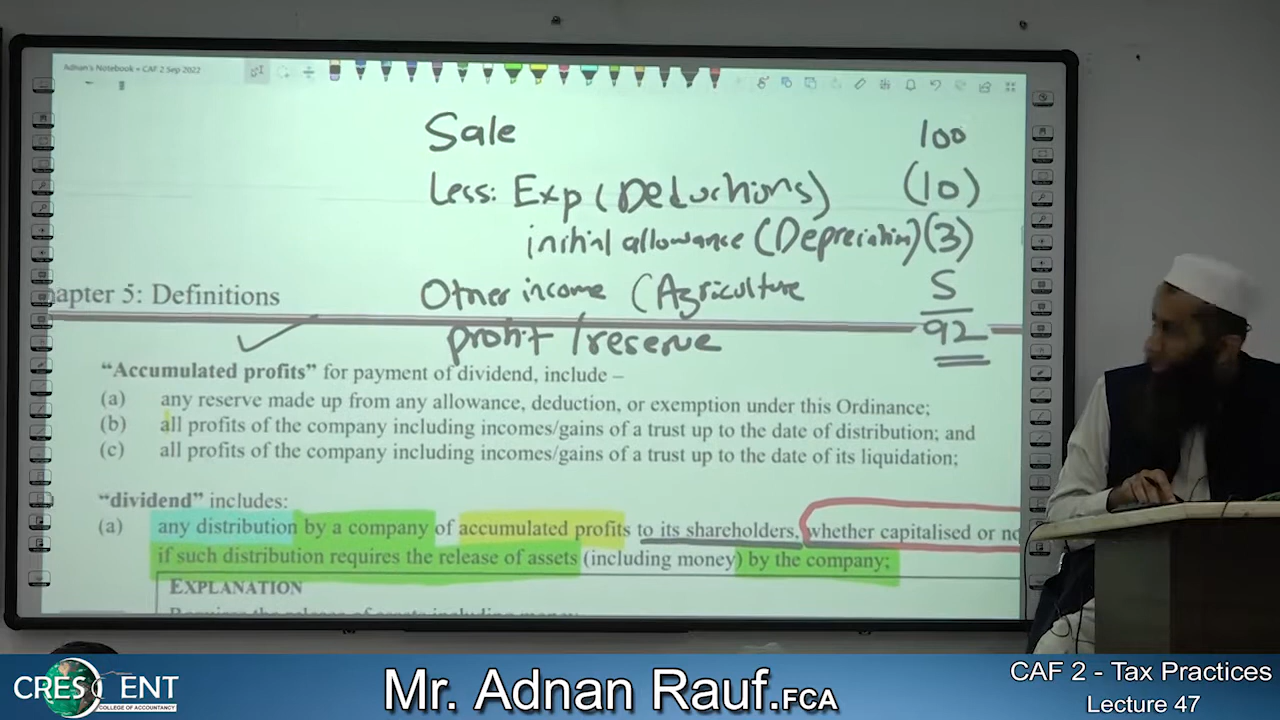 Adnan's Notebook » CAF 2 Sep 2022
Sale 100
Less: Exp (Deductions) (10)
initial allowance (Depreciation) (3)
Other income (Agriculture 5
92
profit / reserve
hapter 5: Definitions
“Accumulated profits” for payment of dividend, include –
(a) any reserve made up from any allowance, deduction, or exemption under this Ordinance;
(b) all profits of the company including incomes/gains of a trust up to the date of distribution; and
(c) all profits of the company including incomes/gains of a trust up to the date of its liquidation;
“dividend” includes:
(a) any distribution by a company of accumulated profits to its shareholders, whether capitalised or no
if such distribution requires the release of assets (including money) by the company;
EXPLANATION
CRESCENT
COLLEGE OF ACCOUNTANCY
Mr. Adnan Rauf.FCA
CAF 2 - Tax Practices
Lecture 47